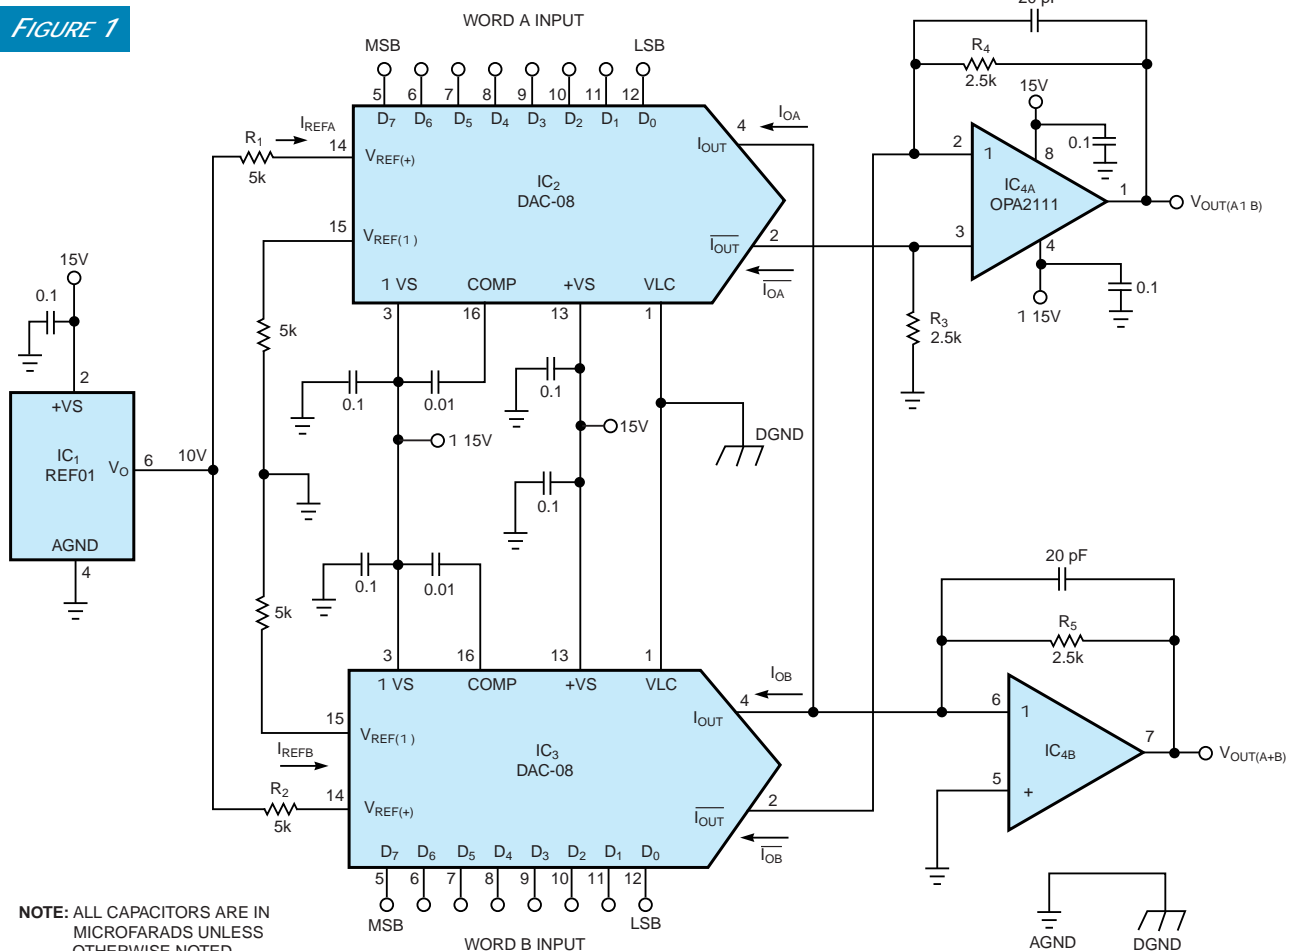 FIGURE 1
WORD A INPUT
MSB
LSB
5 6 7 8 9 10 11 12
D7 D6 D5 D4 D3 D2 D1 D0
R1
5k
IREFA
14
VREF(+)
IC2
DAC-08
15
VREF(1)
1 VS COMP +VS VLC
3 16 13 1
IOUT
4
IOA
IOUT
2
IOA
20 pF
R4
2.5k
15V
0.1
2
1
8
IC4A
OPA2111
1
VOUT(A1B)
3
4
0.1
1 15V
R3
2.5k
15V
0.1
2
+VS
IC1
REF01
VO
6
10V
AGND
4
5k
5k
0.1
0.01
0.1
1 15V
15V
DGND
0.1
0.1
0.01
3 16 13 1
1 VS COMP +VS VLC
IOUT
4
IOB
15
VREF(1)
IREFB
IC3
DAC-08
R2
5k
14
VREF(+)
IOUT
2
IOB
D7 D6 D5 D4 D3 D2 D1 D0
5 6 7 8 9 10 11 12
MSB
LSB
WORD B INPUT
20 pF
R5
2.5k
6
1
IC4B
7
VOUT(A+B)
5
+
AGND
DGND
NOTE: ALL CAPACITORS ARE IN
MICROFARADS UNLESS
OTHERWISE NOTED